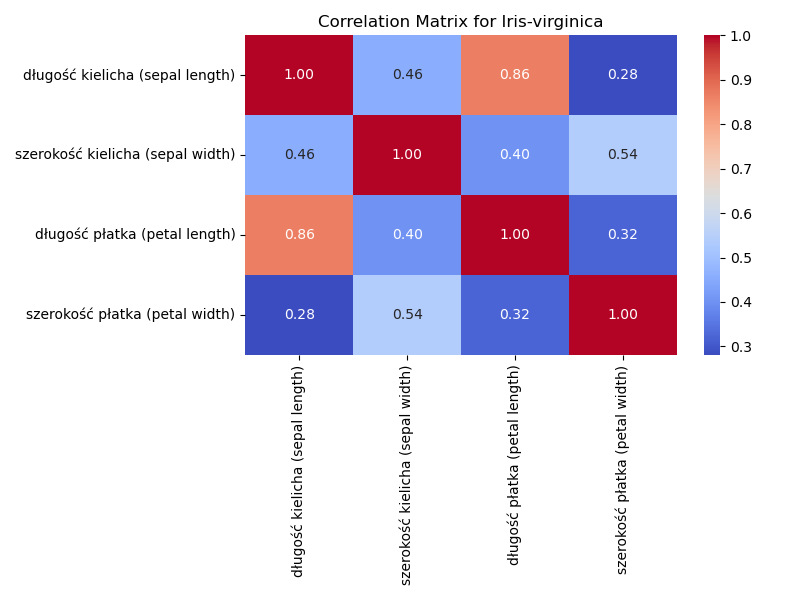 Correlation Matrix for Iris-virginica
długość kielicha (sepal length)
1.00 0.46 0.86 0.28
szerokość kielicha (sepal width)
0.46 1.00 0.40 0.54
długość płatka (petal length)
0.86 0.40 1.00 0.32
szerokość płatka (petal width)
0.28 0.54 0.32 1.00
długość kielicha (sepal length)
szerokość kielicha (sepal width)
długość płatka (petal length)
szerokość płatka (petal width)
1.0
0.9
0.8
0.7
0.6
0.5
0.4
0.3